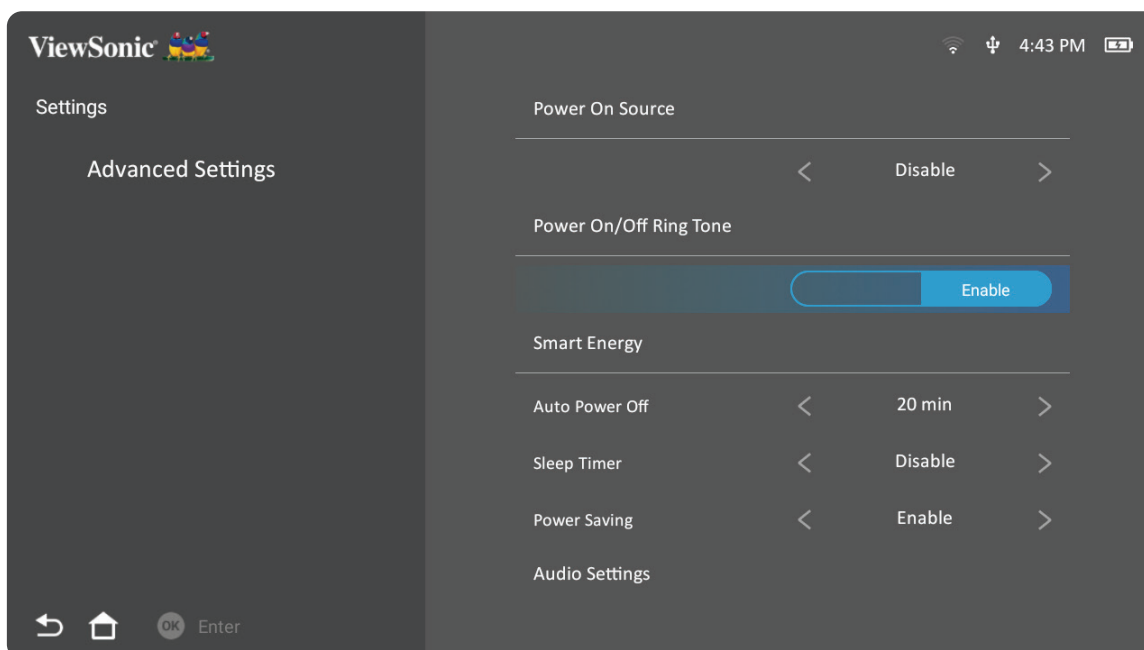 ViewSonic®
4:43 PM
Settings
Advanced Settings
Power On Source
Disable
Power On/Off Ring Tone
Enable
Smart Energy
Auto Power Off 20 min
Sleep Timer Disable
Power Saving Enable
Audio Settings
OK Enter